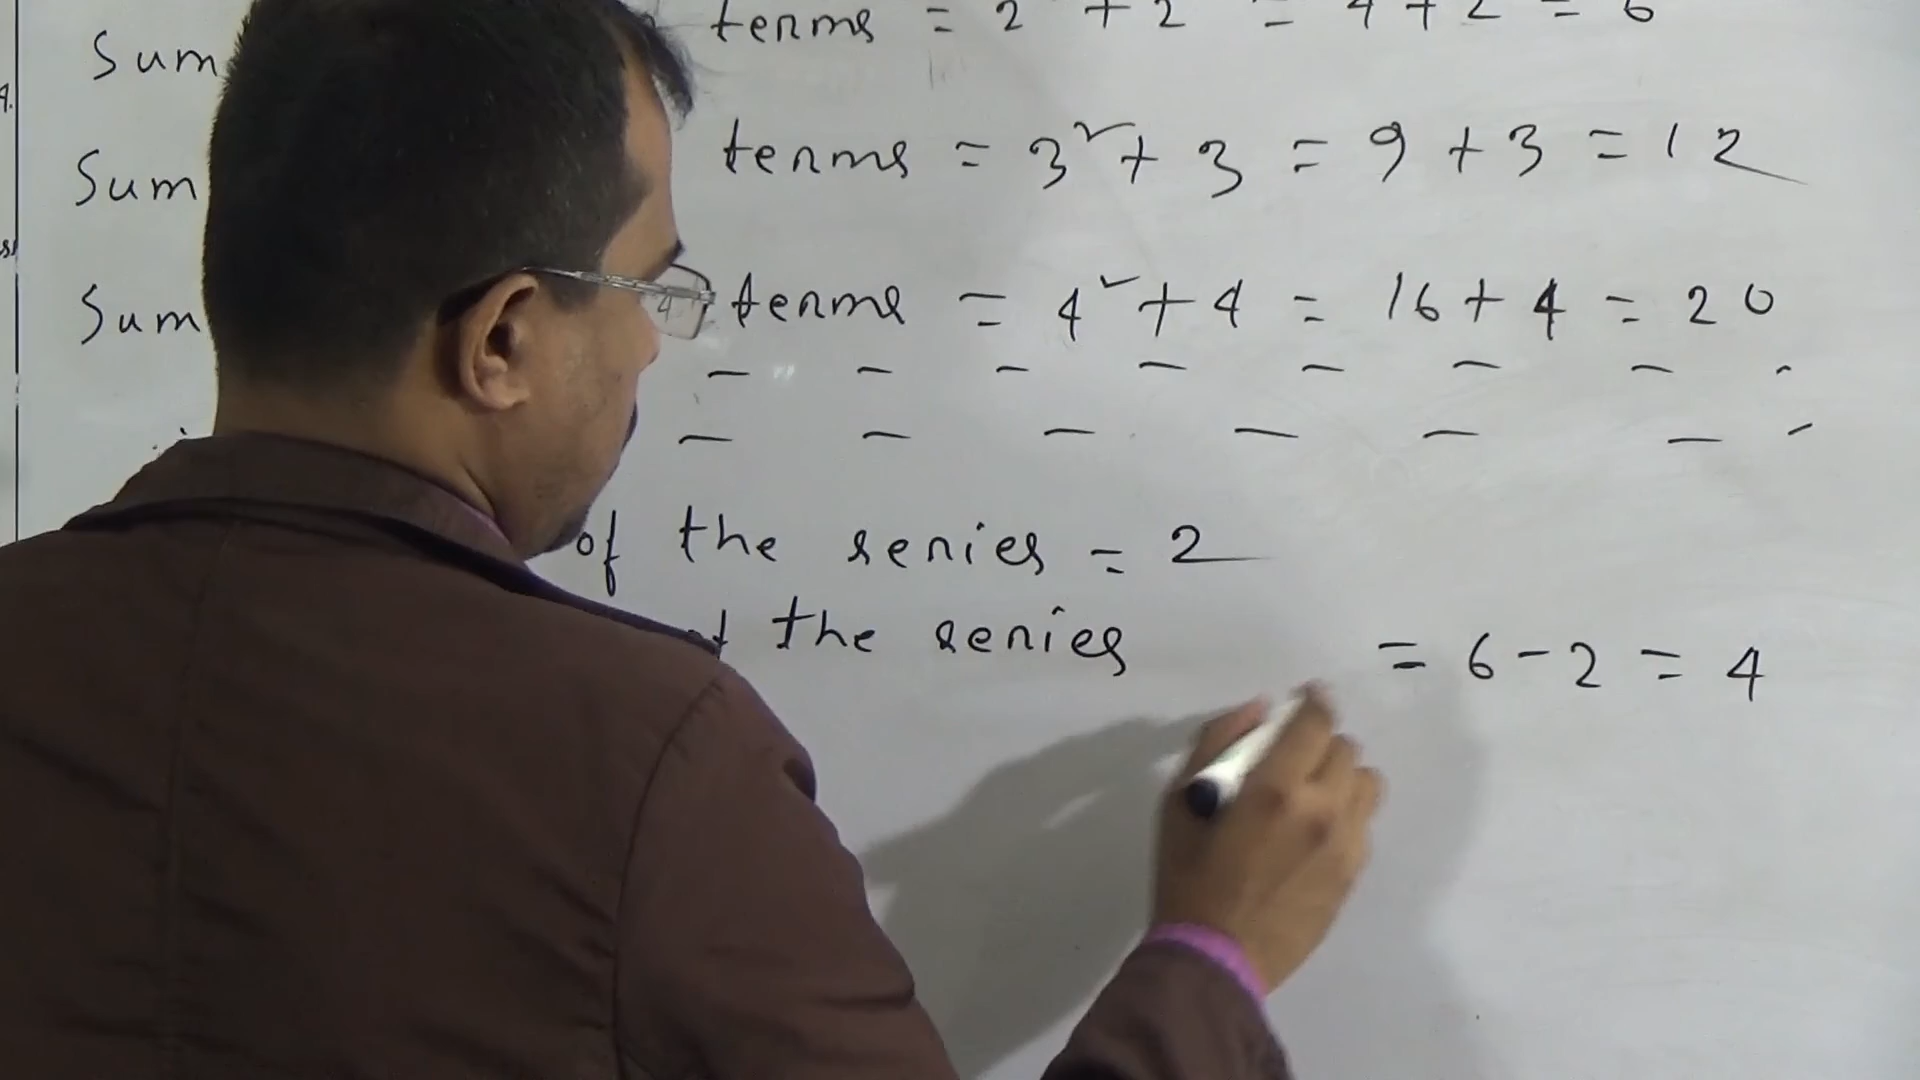 Sum terms = 2 + 2 = 4 + 2 = 6
Sum terms = 3² + 3 = 9 + 3 = 12
Sum terms = 4² + 4 = 16 + 4 = 20
of the series = 2
of the series = 6 - 2 = 4